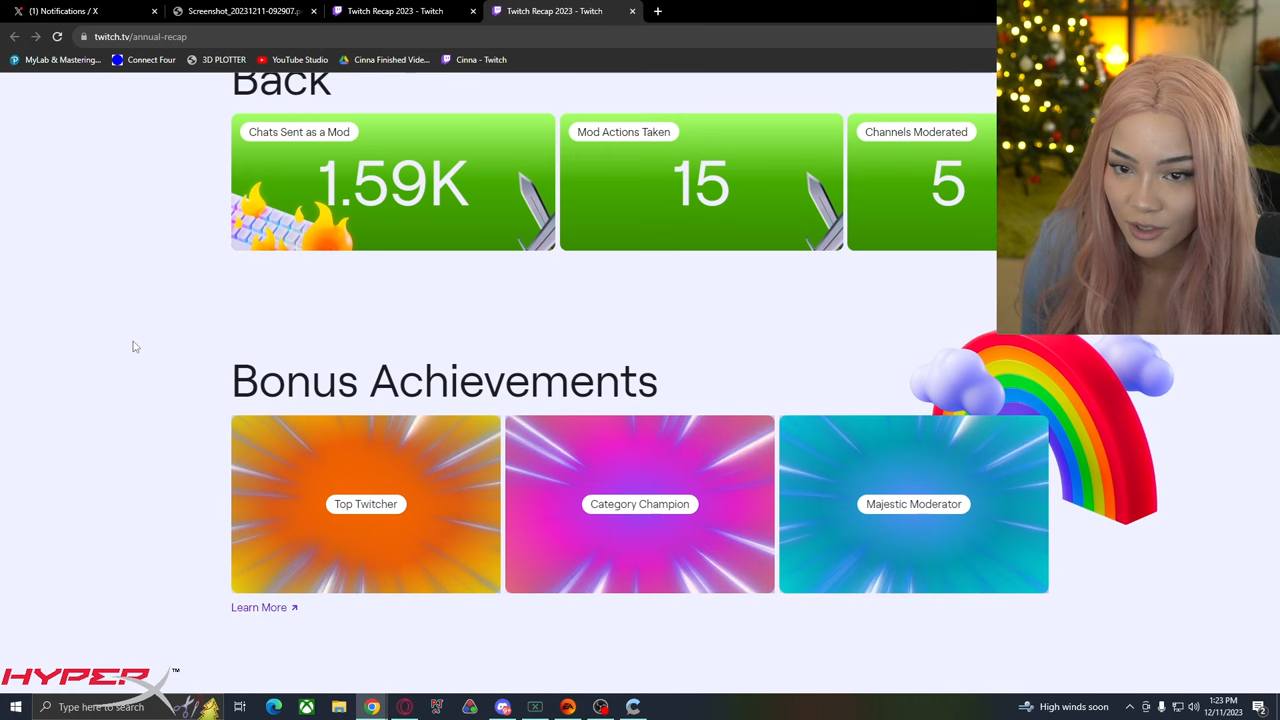 (1) Notifications / X
Screenshot_20231211-092907.p
Twitch Recap 2023 - Twitch
Twitch Recap 2023 - Twitch
twitch.tv/annual-recap
MyLab & Mastering...
Connect Four
3D PLOTTER
YouTube Studio
Cinna Finished Vide...
Cinna - Twitch
Back
Chats Sent as a Mod
Mod Actions Taken
Channels Moderated
1.59K
15
5
Bonus Achievements
Top Twitcher
Category Champion
Majestic Moderator
Learn More
HYPERX™
Type here to search
High winds soon
1:23 PM
12/11/2023
2